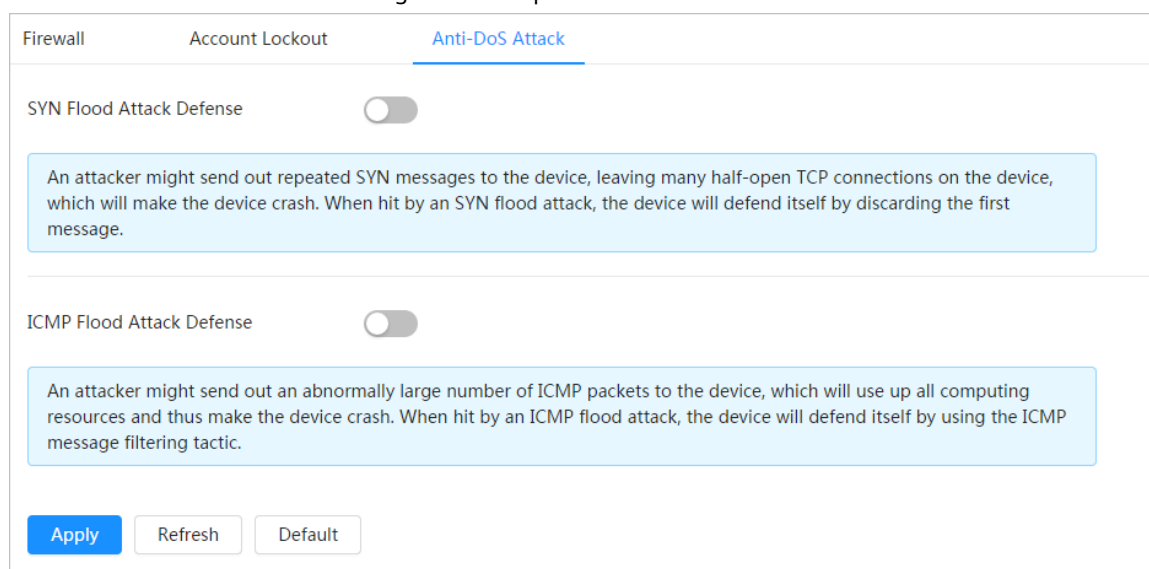 Firewall Account Lockout Anti-DoS Attack
SYN Flood Attack Defense
An attacker might send out repeated SYN messages to the device, leaving many half-open TCP connections on the device,
which will make the device crash. When hit by an SYN flood attack, the device will defend itself by discarding the first
message.
ICMP Flood Attack Defense
An attacker might send out an abnormally large number of ICMP packets to the device, which will use up all computing
resources and thus make the device crash. When hit by an ICMP flood attack, the device will defend itself by using the ICMP
message filtering tactic.
Apply Refresh Default